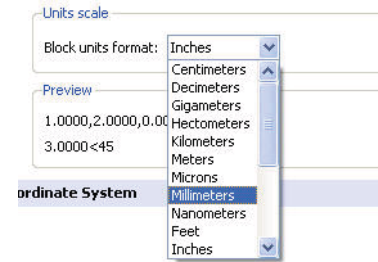 Units scale
Block units format: Inches
Centimeters
Decimeters
Gigameters
Hectometers
Kilometers
Meters
Microns
Millimeters
Nanometers
Feet
Inches
Preview
1.0000,2.0000,0.00
3.0000<45
ordinate System